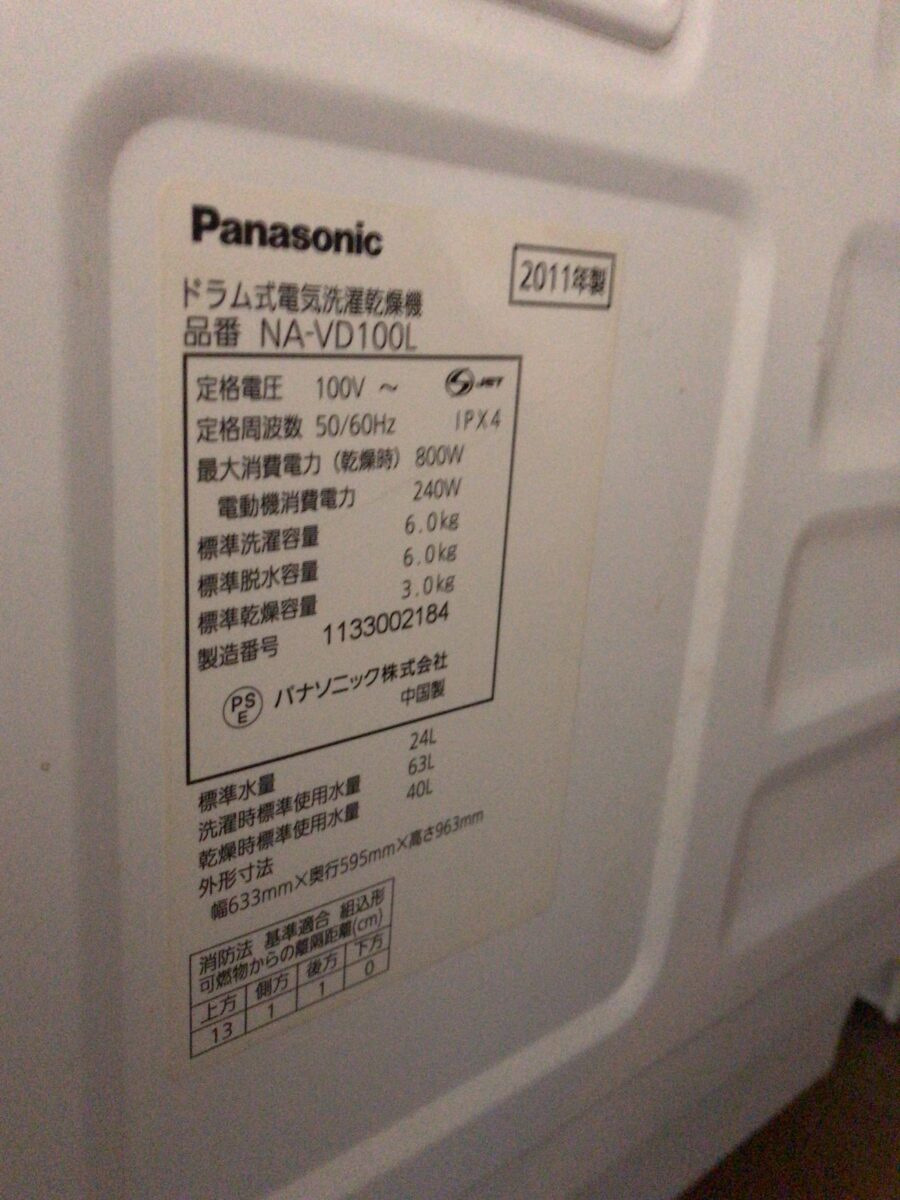 Panasonic
2011年製
ドラム式電気洗濯乾燥機
品番 NA-VD100L
定格電圧 100V ～ JET
定格周波数 50/60Hz IPX4
最大消費電力（乾燥時） 800W
電動機消費電力 240W
標準洗濯容量 6.0kg
標準脱水容量 6.0kg
標準乾燥容量 3.0kg
製造番号 1133002184
PS E パナソニック株式会社
中国製
標準水量 24L
洗濯時標準使用水量 63L
乾燥時標準使用水量 40L
外形寸法
幅633mm×奥行595mm×高さ963mm
消防法 基準適合 組込形
可燃物からの離隔距離(cm)
上方 側方 後方 下方
13 1 1 0